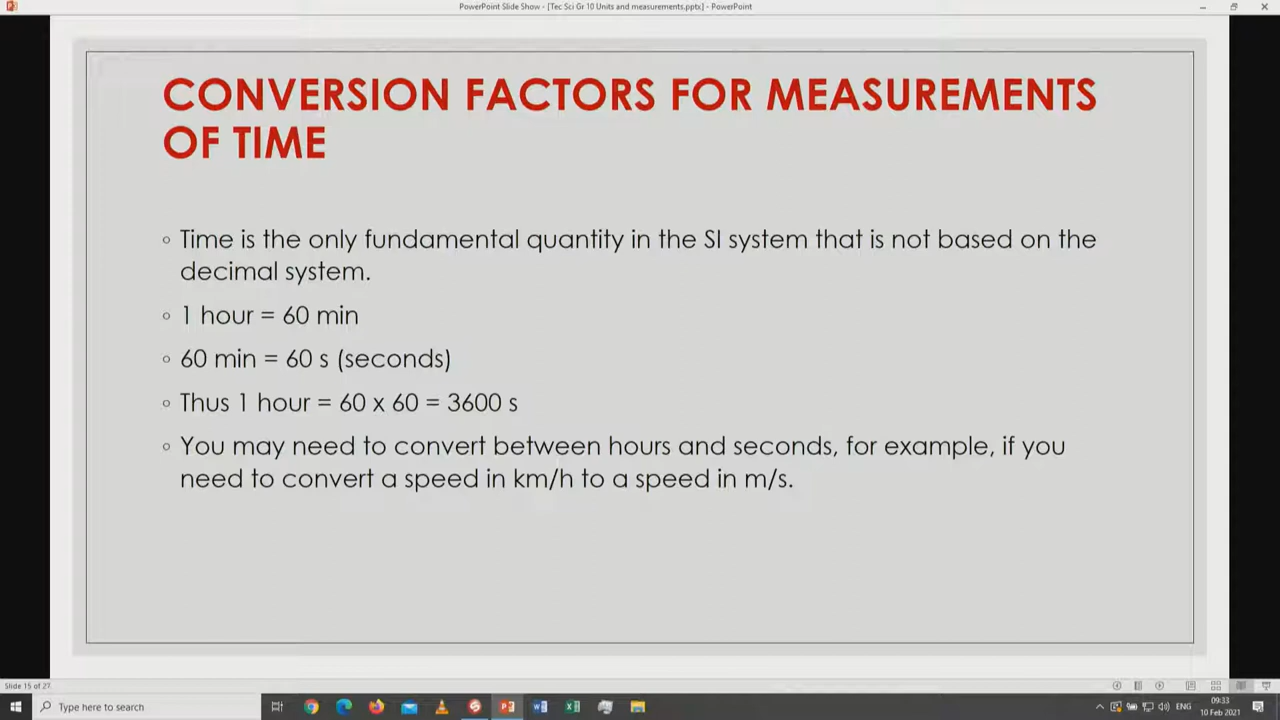 PowerPoint Slide Show - [Tec Sci Gr 10 Units and measurements.pptx] - PowerPoint
CONVERSION FACTORS FOR MEASUREMENTS
OF TIME
◦ Time is the only fundamental quantity in the SI system that is not based on the
decimal system.
◦ 1 hour = 60 min
◦ 60 min = 60 s (seconds)
◦ Thus 1 hour = 60 x 60 = 3600 s
◦ You may need to convert between hours and seconds, for example, if you
need to convert a speed in km/h to a speed in m/s.
Slide 15 of 27
Type here to search
ENG
09:33
10 Feb 2021